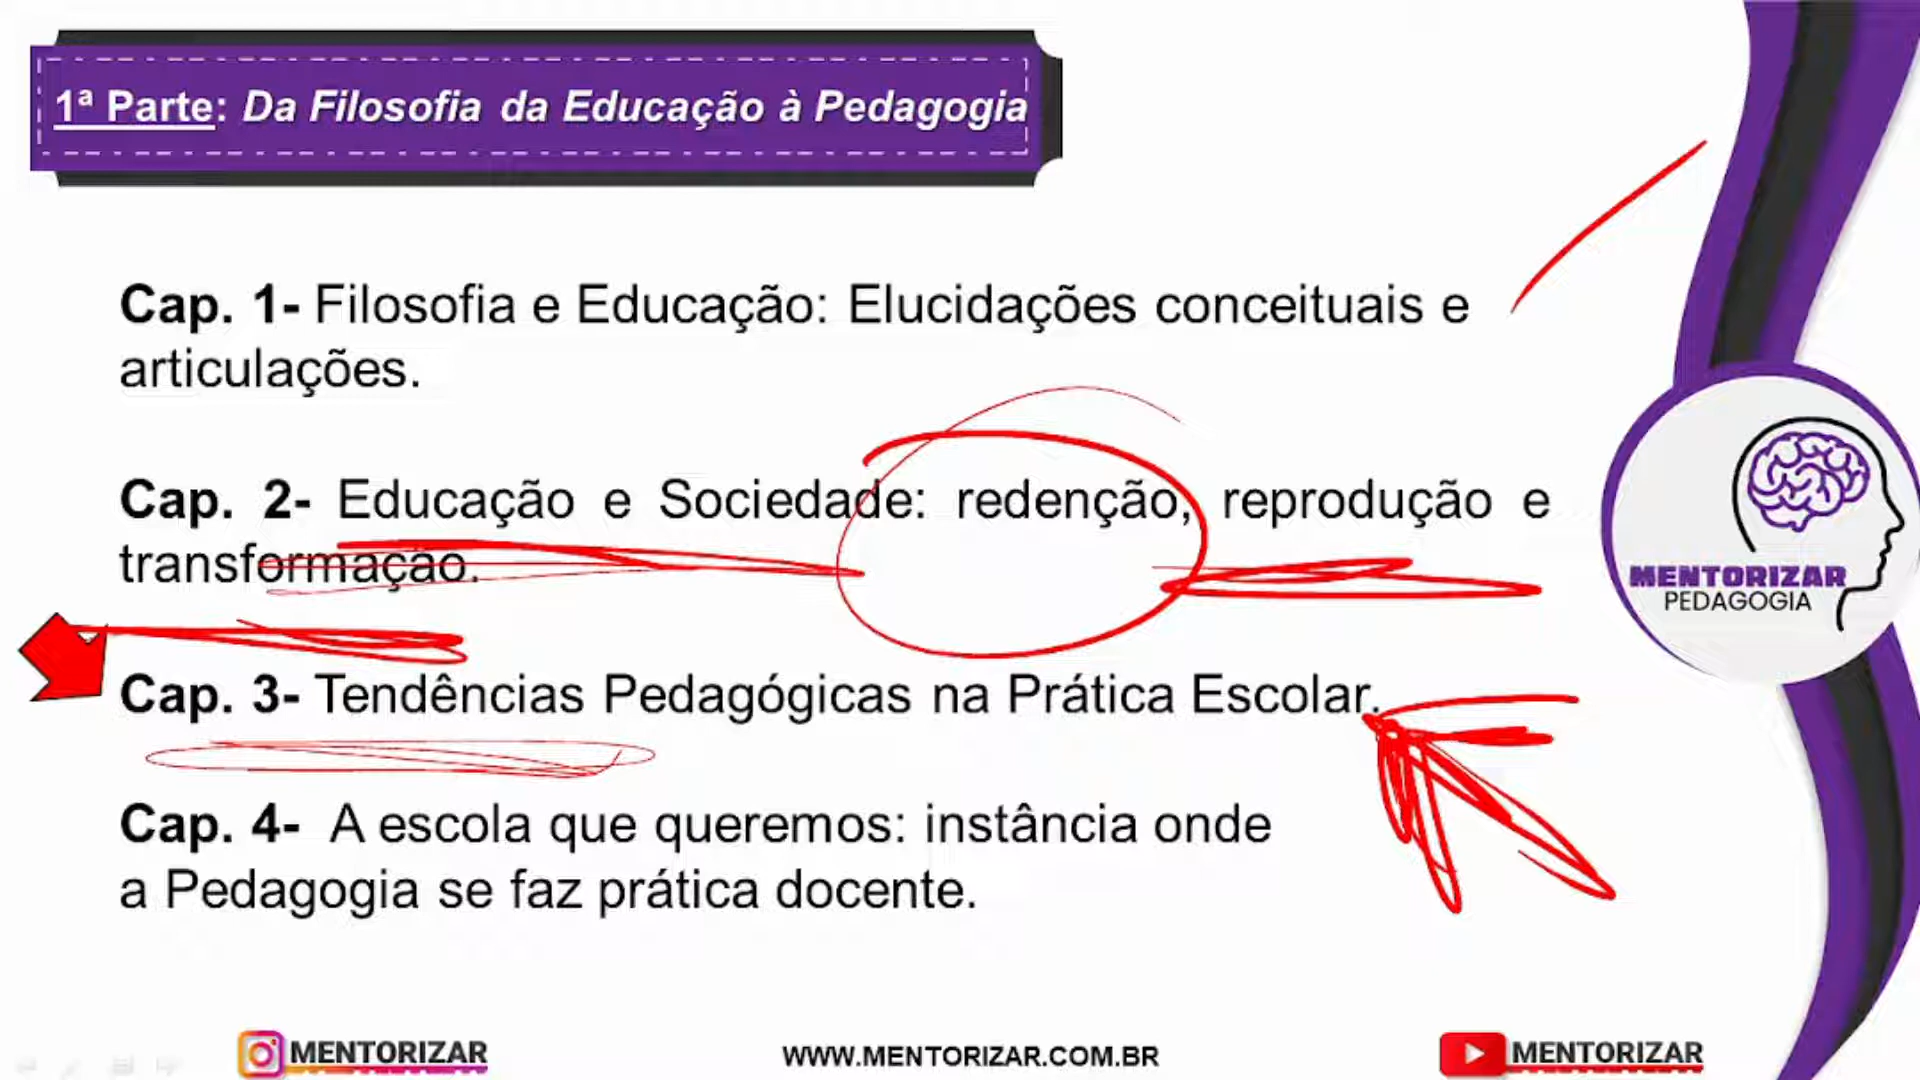 1ª Parte: Da Filosofia da Educação à Pedagogia
Cap. 1- Filosofia e Educação: Elucidações conceituais e
articulações.
Cap. 2- Educação e Sociedade: redenção, reprodução e
transformação.
Cap. 3- Tendências Pedagógicas na Prática Escolar.
Cap. 4- A escola que queremos: instância onde
a Pedagogia se faz prática docente.
MENTORIZAR
PEDAGOGIA
MENTORIZAR
WWW.MENTORIZAR.COM.BR
MENTORIZAR